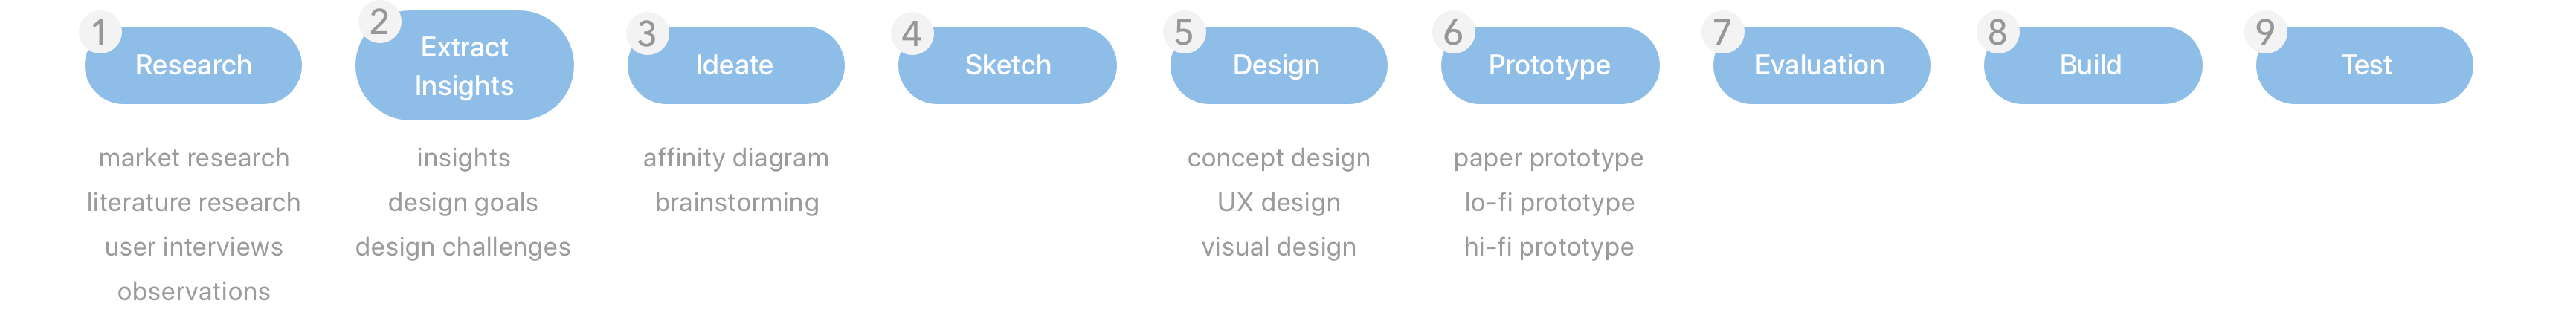 1
Research
market research
literature research
user interviews
observations
2
Extract
Insights
insights
design goals
design challenges
3
Ideate
affinity diagram
brainstorming
4
Sketch
5
Design
concept design
UX design
visual design
6
Prototype
paper prototype
lo-fi prototype
hi-fi prototype
7
Evaluation
8
Build
9
Test